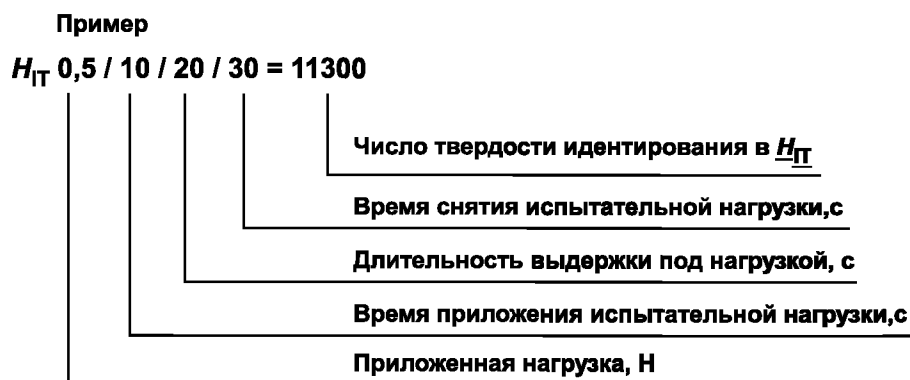 Пример
H_IT 0,5 / 10 / 20 / 30 = 11300
Число твердости идентирования в H_IT
Время снятия испытательной нагрузки,с
Длительность выдержки под нагрузкой, с
Время приложения испытательной нагрузки,с
Приложенная нагрузка, Н